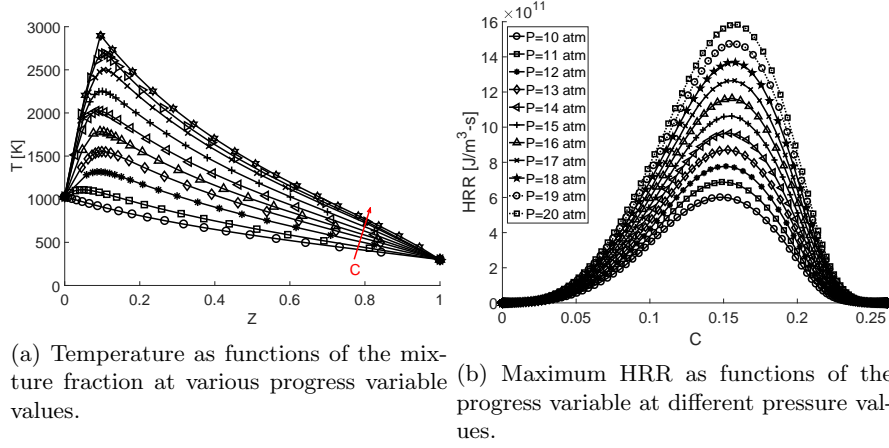 3000
2500
2000
1500
1000
500
0
T [K]
0
0.2
0.4
0.6
0.8
1
Z
C
(a) Temperature as functions of the mix-
ture fraction at various progress variable
values.
×10¹¹
16
14
12
10
8
6
4
2
0
HRR [J/m³-s]
P=10 atm
P=11 atm
P=12 atm
P=13 atm
P=14 atm
P=15 atm
P=16 atm
P=17 atm
P=18 atm
P=19 atm
P=20 atm
0
0.05
0.1
0.15
0.2
0.25
C
(b) Maximum HRR as functions of the
progress variable at different pressure val-
ues.